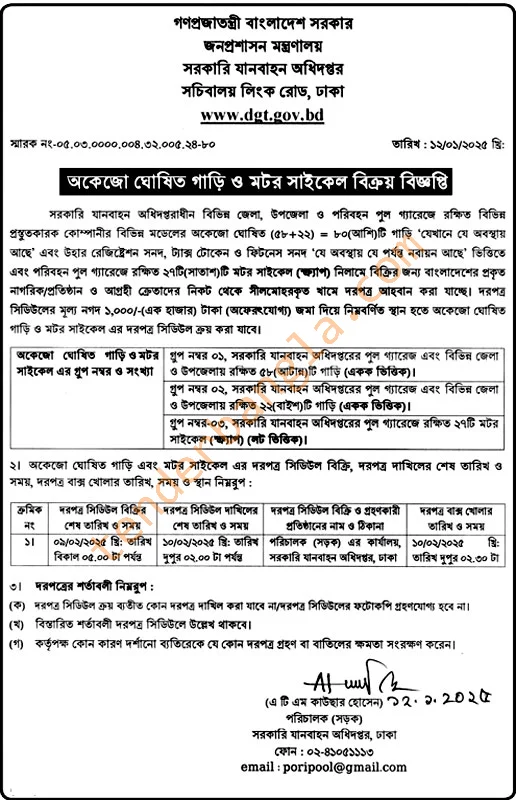 গণপ্রজাতন্ত্রী বাংলাদেশ সরকার
জনপ্রশাসন মন্ত্রণালয়
সরকারি যানবাহন অধিদপ্তর
সচিবালয় লিংক রোড, ঢাকা
www.dgt.gov.bd
স্মারক নং-০৫.০৩.০০০০.০০৪.৩২.০০৫.২৪-৮০ তারিখ : ১২/০১/২০২৫ খ্রি:
অকেজো ঘোষিত গাড়ি ও মটর সাইকেল বিক্রয় বিজ্ঞপ্তি
সরকারি যানবাহন অধিদপ্তরাধীন বিভিন্ন জেলা, উপজেলা ও পরিবহন পুল গ্যারেজে রক্ষিত বিভিন্ন
প্রস্তুতকারক কোম্পানীর বিভিন্ন মডেলের অকেজো ঘোষিত (৫৮+২২) = ৮০(আশি)টি গাড়ি ‘যেখানে যে অবস্থায়
আছে’ এবং উহার রেজিষ্ট্রেশন সনদ, ট্যাক্স টোকেন ও ফিটনেস সনদ ‘যে অবস্থায় যে পর্যন্ত নবায়ন আছে’ ভিত্তিতে
এবং পরিবহন পুল গ্যারেজে রক্ষিত ২৭টি(সাতাশ)টি মটর সাইকেল (স্ক্র্যাপ) নিলামে বিক্রির জন্য বাংলাদেশের প্রকৃত
নাগরিক/প্রতিষ্ঠান ও আগ্রহী ক্রেতাদের নিকট থেকে সীলমোহরকৃত খামে দরপত্র আহবান করা যাচ্ছে। দরপত্র
সিডিউলের মূল্য নগদ ১,০০০/-(এক হাজার) টাকা (অফেরৎযোগ্য) জমা দিয়ে নিম্নবর্ণিত স্থান হতে অকেজো ঘোষিত
গাড়ি ও মটর সাইকেল এর দরপত্র সিডিউল ক্রয় করা যাবে।
অকেজো ঘোষিত গাড়ি ও মটর সাইকেল এর গ্রুপ নম্বর ও সংখ্যা
গ্রুপ নম্বর ০১, সরকারি যানবাহন অধিদপ্তরের পুল গ্যারেজ এবং বিভিন্ন জেলা
ও উপজেলায় রক্ষিত ৫৮(আটান্ন)টি গাড়ি (একক ভিত্তিক)।
গ্রুপ নম্বর ০২, সরকারি যানবাহন অধিদপ্তরের পুল গ্যারেজ এবং বিভিন্ন জেলা
ও উপজেলায় রক্ষিত ২২(বাইশ)টি গাড়ি (একক ভিত্তিক)।
গ্রুপ নম্বর-০৩, সরকারি যানবাহন অধিদপ্তরের পুল গ্যারেজে রক্ষিত ২৭টি মটর
সাইকেল (স্ক্র্যাপ) (লট ভিত্তিক)।
২। অকেজো ঘোষিত গাড়ি এবং মটর সাইকেল এর দরপত্র সিডিউল বিক্রি, দরপত্র দাখিলের শেষ তারিখ ও
সময়, দরপত্র বাক্স খোলার তারিখ, সময় ও স্থান নিম্নরূপ :
ক্রমিক নং | দরপত্র সিডিউল বিক্রির শেষ তারিখ ও সময় | দরপত্র সিডিউল দাখিলের শেষ তারিখ ও সময় | দরপত্র সিডিউল বিক্রি ও গ্রহণকারী প্রতিষ্ঠানের নাম ও ঠিকানা | দরপত্র বাক্স খোলার তারিখ ও সময়
১। | ০৯/০২/২০২৫ খ্রি: তারিখ বিকাল ০৫.০০ টা পর্যন্ত | ১০/০২/২০২৫ খ্রি: তারিখ দুপুর ০২.০০ টা পর্যন্ত | পরিচালক (সড়ক) এর কার্যালয়, সরকারি যানবাহন অধিদপ্তর, ঢাকা | ১০/০২/২০২৫ খ্রি: তারিখ দুপুর ০২.৩০ টা
৩। দরপত্রের শর্তাবলী নিম্নরূপ :
(ক) দরপত্র সিডিউল ক্রয় ব্যতীত কোন দরপত্র দাখিল করা যাবে না/দরপত্র সিডিউলের ফটোকপি গ্রহণযোগ্য হবে না।
(খ) বিস্তারিত শর্তাবলী দরপত্র সিডিউলে উল্লেখ থাকবে।
(গ) কর্তৃপক্ষ কোন কারণ দর্শানো ব্যতিরেকে যে কোন দরপত্র গ্রহণ বা বাতিলের ক্ষমতা সংরক্ষণ করেন।
(এ টি এম কাউছার হোসেন) ১২.১.২০২৫
পরিচালক (সড়ক)
সরকারি যানবাহন অধিদপ্তর, ঢাকা
ফোন : ০২-৪১০৫১১১৩
email : poripool@gmail.com
tenderbangla.com